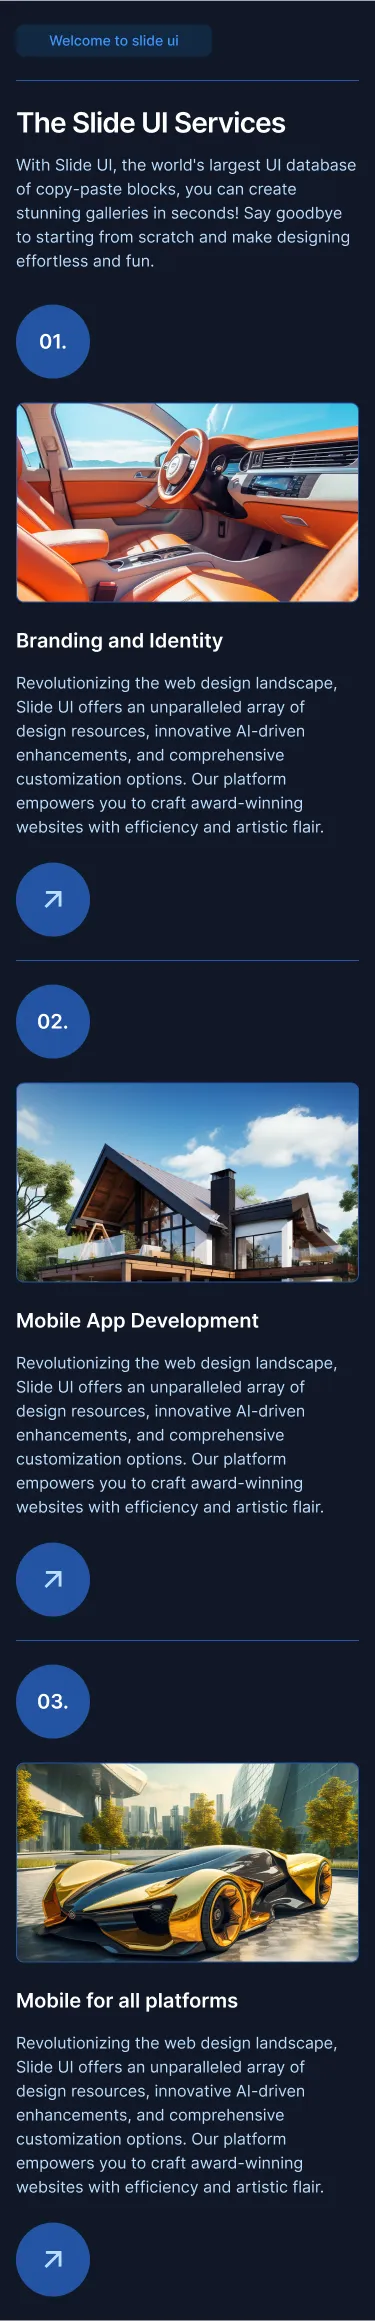 Welcome to slide ui
The Slide UI Services
With Slide UI, the world's largest UI database
of copy-paste blocks, you can create
stunning galleries in seconds! Say goodbye
to starting from scratch and make designing
effortless and fun.
01.
Branding and Identity
Revolutionizing the web design landscape,
Slide UI offers an unparalleled array of
design resources, innovative AI-driven
enhancements, and comprehensive
customization options. Our platform
empowers you to craft award-winning
websites with efficiency and artistic flair.
02.
Mobile App Development
Revolutionizing the web design landscape,
Slide UI offers an unparalleled array of
design resources, innovative AI-driven
enhancements, and comprehensive
customization options. Our platform
empowers you to craft award-winning
websites with efficiency and artistic flair.
03.
Mobile for all platforms
Revolutionizing the web design landscape,
Slide UI offers an unparalleled array of
design resources, innovative AI-driven
enhancements, and comprehensive
customization options. Our platform
empowers you to craft award-winning
websites with efficiency and artistic flair.